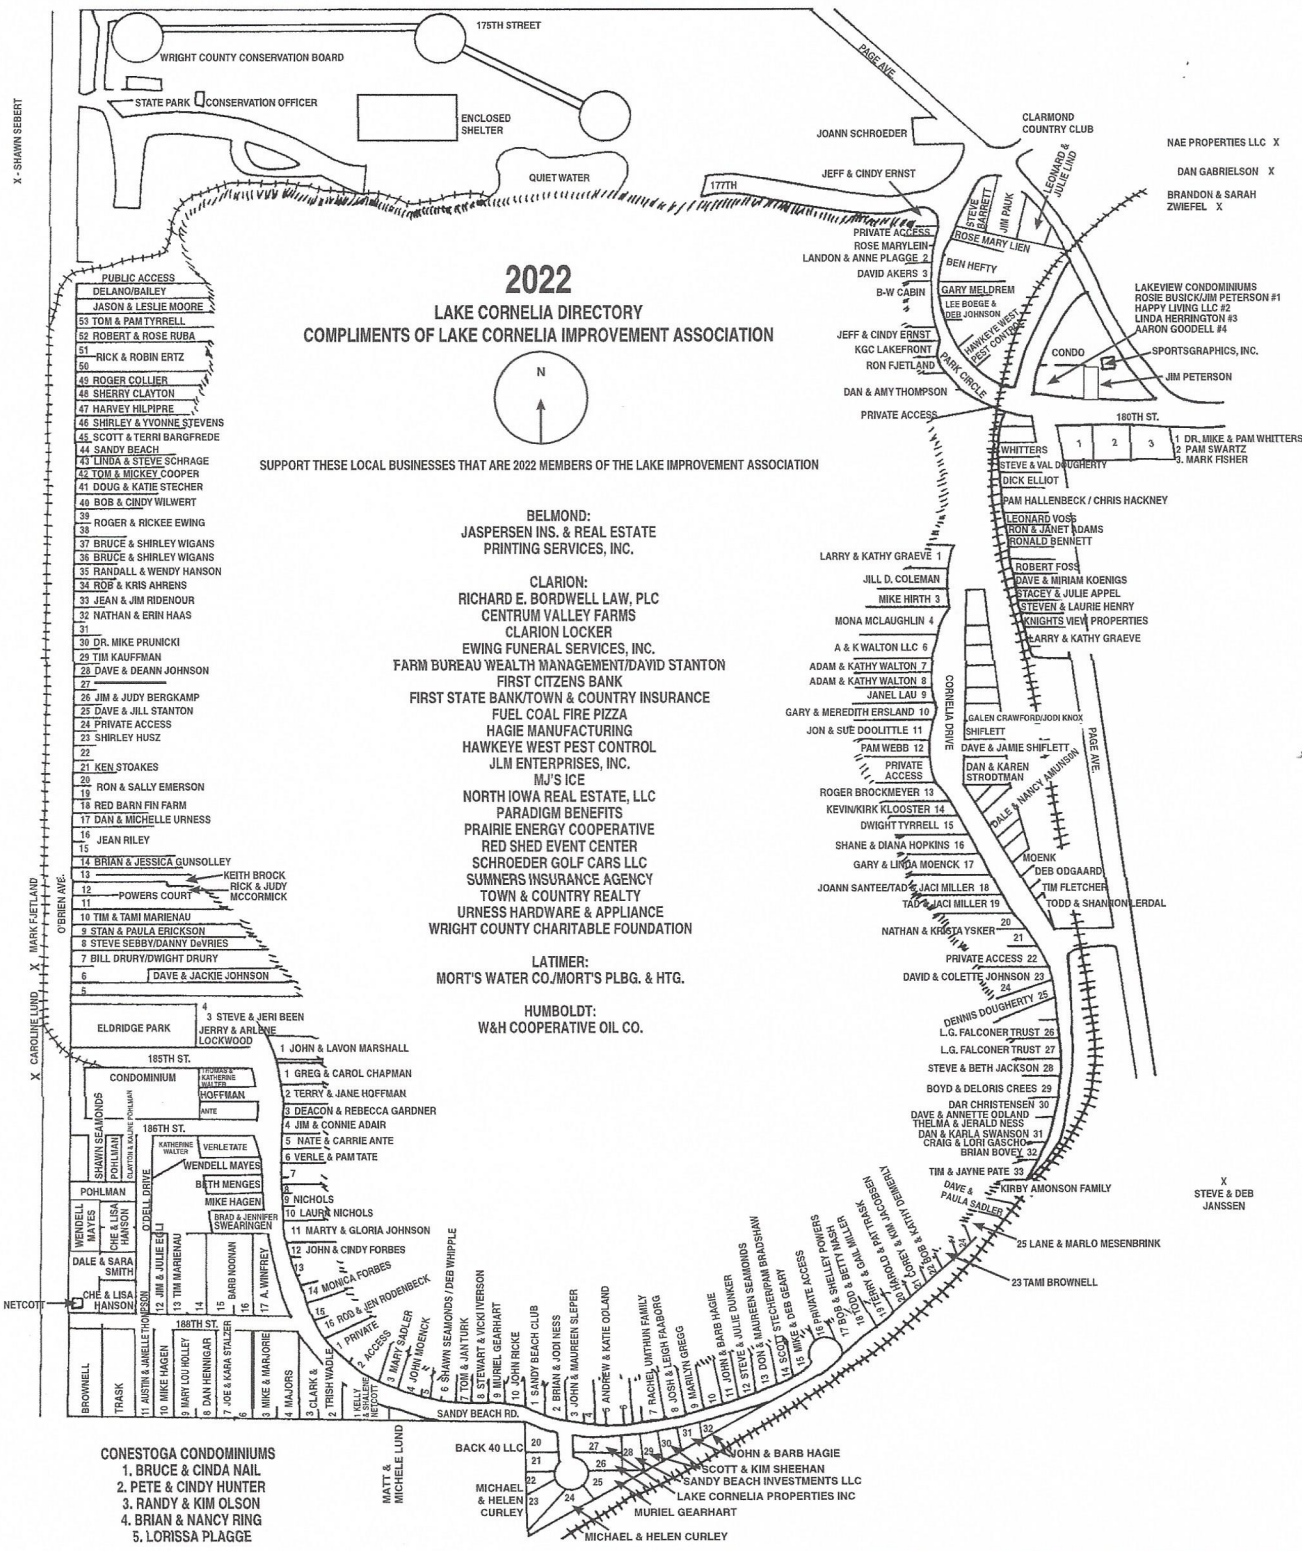 175TH STREET
WRIGHT COUNTY CONSERVATION BOARD
STATE PARK
CONSERVATION OFFICER
ENCLOSED
SHELTER
QUIET WATER
X - SHAWN SEBERT
PAGE AVE.
JOANN SCHROEDER
CLARMOND
COUNTRY CLUB
NAE PROPERTIES LLC X
DAN GABRIELSON X
BRANDON & SARAH
ZWIEFEL X
JEFF & CINDY ERNST
177TH
LEONARD &
JULIE LIND
STEVE
BARRETT
JIM PAUK
ROSE MARY LIEN
PRIVATE ACCESS
ROSE MARYLEIN
LANDON & ANNE PLAGGE 2
DAVID AKERS 3
B-W CABIN
BEN HEFTY
GARY MELDREM
LEE BOEGE &
DEB JOHNSON
HAWKEYE WEST
PEST CONTROL
JEFF & CINDY ERNST
KGC LAKEFRONT
RON FJETLAND
PARK CIRCLE
DAN & AMY THOMPSON
PRIVATE ACCESS
LAKEVIEW CONDOMINIUMS
ROSIE BUSICK/JIM PETERSON #1
HAPPY LIVING LLC #2
LINDA HERRINGTON #3
AARON GOODELL #4
CONDO
SPORTSGRAPHICS, INC.
JIM PETERSON
180TH ST.
1 2 3
1 DR. MIKE & PAM WHITTERS
2 PAM SWARTZ
3. MARK FISHER
2022
LAKE CORNELIA DIRECTORY
COMPLIMENTS OF LAKE CORNELIA IMPROVEMENT ASSOCIATION
N
SUPPORT THESE LOCAL BUSINESSES THAT ARE 2022 MEMBERS OF THE LAKE IMPROVEMENT ASSOCIATION
BELMOND:
JASPERSEN INS. & REAL ESTATE
PRINTING SERVICES, INC.
CLARION:
RICHARD E. BORDWELL LAW, PLC
CENTRUM VALLEY FARMS
CLARION LOCKER
EWING FUNERAL SERVICES, INC.
FARM BUREAU WEALTH MANAGEMENT/DAVID STANTON
FIRST CITZENS BANK
FIRST STATE BANK/TOWN & COUNTRY INSURANCE
FUEL COAL FIRE PIZZA
HAGIE MANUFACTURING
HAWKEYE WEST PEST CONTROL
JLM ENTERPRISES, INC.
MJ'S ICE
NORTH IOWA REAL ESTATE, LLC
PARADIGM BENEFITS
PRAIRIE ENERGY COOPERATIVE
RED SHED EVENT CENTER
SCHROEDER GOLF CARS LLC
SUMNERS INSURANCE AGENCY
TOWN & COUNTRY REALTY
URNESS HARDWARE & APPLIANCE
WRIGHT COUNTY CHARITABLE FOUNDATION
LATIMER:
MORT'S WATER CO./MORT'S PLBG. & HTG.
HUMBOLDT:
W&H COOPERATIVE OIL CO.
PUBLIC ACCESS
DELANO/BAILEY
JASON & LESLIE MOORE
53 TOM & PAM TYRRELL
52 ROBERT & ROSE RUBA
51
RICK & ROBIN ERTZ
50
49 ROGER COLLIER
48 SHERRY CLAYTON
47 HARVEY HILPIPRE
46 SHIRLEY & YVONNE STEVENS
45 SCOTT & TERRI BARGFREDE
44 SANDY BEACH
43 LINDA & STEVE SCHRAGE
42 TOM & MICKEY COOPER
41 DOUG & KATIE STECHER
40 BOB & CINDY WILWERT
39
ROGER & RICKEE EWING
38
37 BRUCE & SHIRLEY WIGANS
36 BRUCE & SHIRLEY WIGANS
35 RANDALL & WENDY HANSON
34 ROB & KRIS AHRENS
33 JEAN & JIM RIDENOUR
32 NATHAN & ERIN HAAS
31
30 DR. MIKE PRUNICKI
29 TIM KAUFFMAN
28 DAVE & DEANN JOHNSON
27
26 JIM & JUDY BERGKAMP
25 DAVE & JILL STANTON
24 PRIVATE ACCESS
23 SHIRLEY HUSZ
22
21 KEN STOAKES
20
RON & SALLY EMERSON
19
18 RED BARN FIN FARM
17 DAN & MICHELLE URNESS
16
JEAN RILEY
15
14 BRIAN & JESSICA GUNSOLLEY
13
KEITH BROCK
RICK & JUDY
MCCORMICK
12
POWERS COURT
11
10 TIM & TAMI MARIENAU
9 STAN & PAULA ERICKSON
8 STEVE SEBBY/DANNY DeVRIES
7 BILL DRURY/DWIGHT DRURY
6
DAVE & JACKIE JOHNSON
5
O'BRIEN AVE.
X CAROLINE LUND X MARK FJETLAND
ELDRIDGE PARK
4
3 STEVE & JERI BEEN
JERRY & ARLENE
LOCKWOOD
185TH ST.
CONDOMINIUM
THOMAS &
KATHERINE
WALTER
HOFFMAN
ANTE
1 JOHN & LAVON MARSHALL
1 GREG & CAROL CHAPMAN
2 TERRY & JANE HOFFMAN
3 DEACON & REBECCA GARDNER
4 JIM & CONNIE ADAIR
5 NATE & CARRIE ANTE
6 VERLE & PAM TATE
7
8
9 NICHOLS
10 LAURA NICHOLS
11 MARTY & GLORIA JOHNSON
12 JOHN & CINDY FORBES
13
14 MONICA FORBES
15
16 ROD & JEN RODENBECK
186TH ST.
SHAWN SEAMONDS
POHLMAN
CLAYTON & KALINE POHLMAN
KATHERINE
WALTER
VERLE TATE
WENDELL MAYES
BETH MENGES
MIKE HAGEN
BRAD & JENNIFER
SWEARINGEN
POHLMAN
WENDELL
MAYES
CHE & LISA
HANSON
O'DELL DRIVE
DALE & SARA
SMITH
CHE & LISA
HANSON
NETCOTT
12 JIM & JULIE EGLI
13 TIM MARIENAU
14
15 BARB NOONAN
16
17 A. WINFREY
188TH ST.
BROWNELL
TRASK
11 AUSTIN & JANELLE THOMPSON
10 MIKE HAGEN
9 MARY LOU HOLLEY
8 DAN HENNIGAR
7 JOE & KARA STALZER
6
3 MIKE & MARJORIE
4 MAJORS
3 CLARK &
2 TRISH WADLE
1 KELLY
& SHALENE
NETCOTT
1 PRIVATE
2 ACCESS
3 MARY SADLER
4 JOHN MOENCK
5
6 SHAWN SEAMONDS / DEB WHIPPLE
7 TOM & JAN TURK
8 STEWART & VICKI IVERSON
9 MURIEL GEARHART
10 JOHN RICKE
1 SANDY BEACH CLUB
2 BRIAN & JODI NESS
3 JOHN & MAUREEN SLEPER
4
5 ANDREW & KATIE ODLAND
6
7 RACHEL UMTHUN FAMILY
8 JOSH & LEIGH FAABORG
9 MARILYN GREGG
10
11 JOHN & BARB HAGIE
12 STEVE & JULIE DUNKER
13 DON & MAUREEN SEAMONDS
14 SCOTT STECHER/PAM BRADSHAW
15 MIKE & DEB GEARY
16 PRIVATE ACCESS
17 BOB & SHELLEY POWERS
18 TODD & BETTY NASH
19 TERRY & GAIL MILLER
20 HAROLD & PAT TRASK
21 COREY & KIM JACOBSEN
22 BOB & KATHY DEIMERLY
24
23 TAMI BROWNELL
25 LANE & MARLO MESENBRINK
SANDY BEACH RD.
MATT &
MICHELE LUND
BACK 40 LLC
20
21
22
23
24
25
26
27
28
29
30
31
32
MICHAEL
& HELEN
CURLEY
JOHN & BARB HAGIE
SCOTT & KIM SHEEHAN
SANDY BEACH INVESTMENTS LLC
LAKE CORNELIA PROPERTIES INC
MURIEL GEARHART
MICHAEL & HELEN CURLEY
CONESTOGA CONDOMINIUMS
1. BRUCE & CINDA NAIL
2. PETE & CINDY HUNTER
3. RANDY & KIM OLSON
4. BRIAN & NANCY RING
5. LORISSA PLAGGE
WHITTERS
STEVE & VAL DOUGHERTY
DICK ELLIOT
PAM HALLENBECK / CHRIS HACKNEY
LEONARD VOSS
RON & JANET ADAMS
RONALD BENNETT
ROBERT FOSS
DAVE & MIRIAM KOENIGS
STACEY & JULIE APPEL
STEVEN & LAURIE HENRY
KNIGHTS VIEW PROPERTIES
LARRY & KATHY GRAEVE
LARRY & KATHY GRAEVE 1
JILL D. COLEMAN
MIKE HIRTH 3
MONA MCLAUGHLIN 4
A & K WALTON LLC 6
ADAM & KATHY WALTON 7
ADAM & KATHY WALTON 8
JANEL LAU 9
GARY & MEREDITH ERSLAND 10
JON & SUE DOOLITTLE 11
PAM WEBB 12
PRIVATE
ACCESS
ROGER BROCKMEYER 13
KEVIN/KIRK KLOOSTER 14
DWIGHT TYRRELL 15
SHANE & DIANA HOPKINS 16
GARY & LINDA MOENCK 17
JOANN SANTEE/TAD & JACI MILLER 18
TAD & JACI MILLER 19
20
NATHAN & KRISTA YSKER
21
PRIVATE ACCESS 22
DAVID & COLETTE JOHNSON 23
24
DENNIS DOUGHERTY 25
L.G. FALCONER TRUST 26
L.G. FALCONER TRUST 27
STEVE & BETH JACKSON 28
BOYD & DELORIS CREES 29
DAR CHRISTENSEN 30
DAVE & ANNETTE ODLAND
THELMA & JERALD NESS
DAN & KARLA SWANSON 31
CRAIG & LORI GASCHO
BRIAN BOVEY 32
TIM & JAYNE PATE 33
DAVE &
PAULA SADLER
KIRBY AMONSON FAMILY
CORNELIA DRIVE
GALEN CRAWFORD/JODI KNOX
SHIFLETT
DAVE & JAMIE SHIFLETT
DAN & KAREN
STRODTMAN
DALE & NANCY AMUNSON
MOENK
DEB ODGAARD
TIM FLETCHER
TODD & SHANNON LERDAL
PAGE AVE.
X
STEVE & DEB
JANSSEN